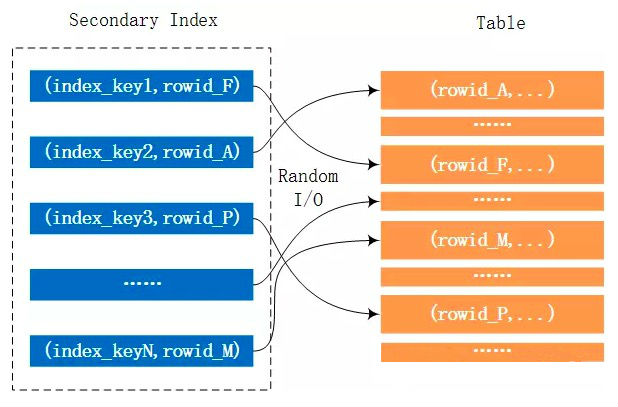 Secondary Index
(index_key1,rowid_F)
(index_key2,rowid_A)
(index_key3,rowid_P)
······
(index_keyN,rowid_M)
Random
I/O
Table
(rowid_A,...)
······
(rowid_F,...)
······
(rowid_M,...)
······
(rowid_P,...)
······